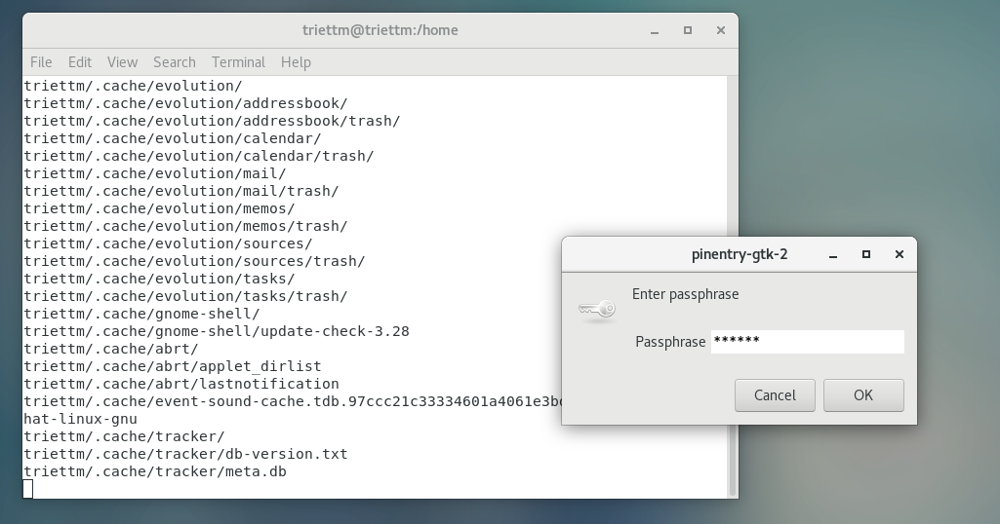 triettm@triettm:/home
File Edit View Search Terminal Help
triettm/.cache/evolution/
triettm/.cache/evolution/addressbook/
triettm/.cache/evolution/addressbook/trash/
triettm/.cache/evolution/calendar/
triettm/.cache/evolution/calendar/trash/
triettm/.cache/evolution/mail/
triettm/.cache/evolution/mail/trash/
triettm/.cache/evolution/memos/
triettm/.cache/evolution/memos/trash/
triettm/.cache/evolution/sources/
triettm/.cache/evolution/sources/trash/
triettm/.cache/evolution/tasks/
triettm/.cache/evolution/tasks/trash/
triettm/.cache/gnome-shell/
triettm/.cache/gnome-shell/update-check-3.28
triettm/.cache/abrt/
triettm/.cache/abrt/applet_dirlist
triettm/.cache/abrt/lastnotification
triettm/.cache/event-sound-cache.tdb.97ccc21c33334601a4061e3b
hat-linux-gnu
triettm/.cache/tracker/
triettm/.cache/tracker/db-version.txt
triettm/.cache/tracker/meta.db
pinentry-gtk-2
Enter passphrase
Passphrase ******
Cancel OK